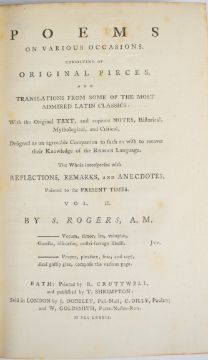 POEMS
ON VARIOUS OCCASIONS.
CONSISTING OF
ORIGINAL PIECES,
AND
TRANSLATIONS FROM SOME OF THE MOST
ADMIRED LATIN CLASSICS:
With the Original TEXT, and copious NOTES, Historical,
Mythological, and Critical,
Designed as an agreeable Companion to such as wish to recover
their Knowledge of the ROMAN Language.
The Whole Interspersed with
REFLECTIONS, REMARKS, AND ANECDOTES,
Pointed to the PRESENT TIMES.
VOL. II.
BY S. ROGERS, A.M.
Votum, timor, ira, voluptas,
Gaudia, discursus, nostri farrago libelli. JUV.
Prayer, pleasure, fear, and rage,
And guilty joys, compose the various page.
BATH: Printed by R. CRUTTWELL,
and published by T. SHRIMPTON:
Sold in LONDON by J. DODSLEY, Pall-Mall; C. DILLY, Poultry;
and W. GOLDSMITH, Pater-Noster-Row.